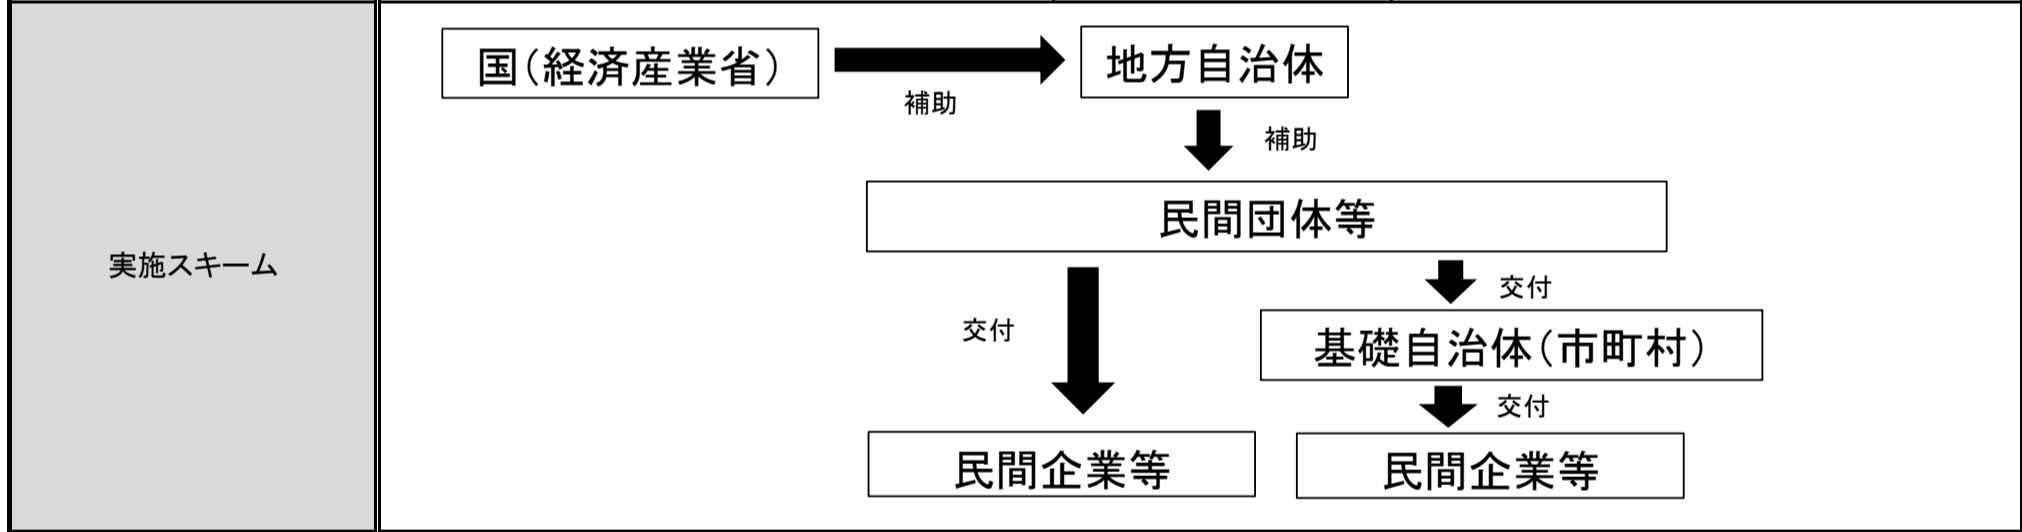 実施スキーム
国(経済産業省)
補助
地方自治体
補助
民間団体等
交付
交付
基礎自治体(市町村)
交付
民間企業等
民間企業等